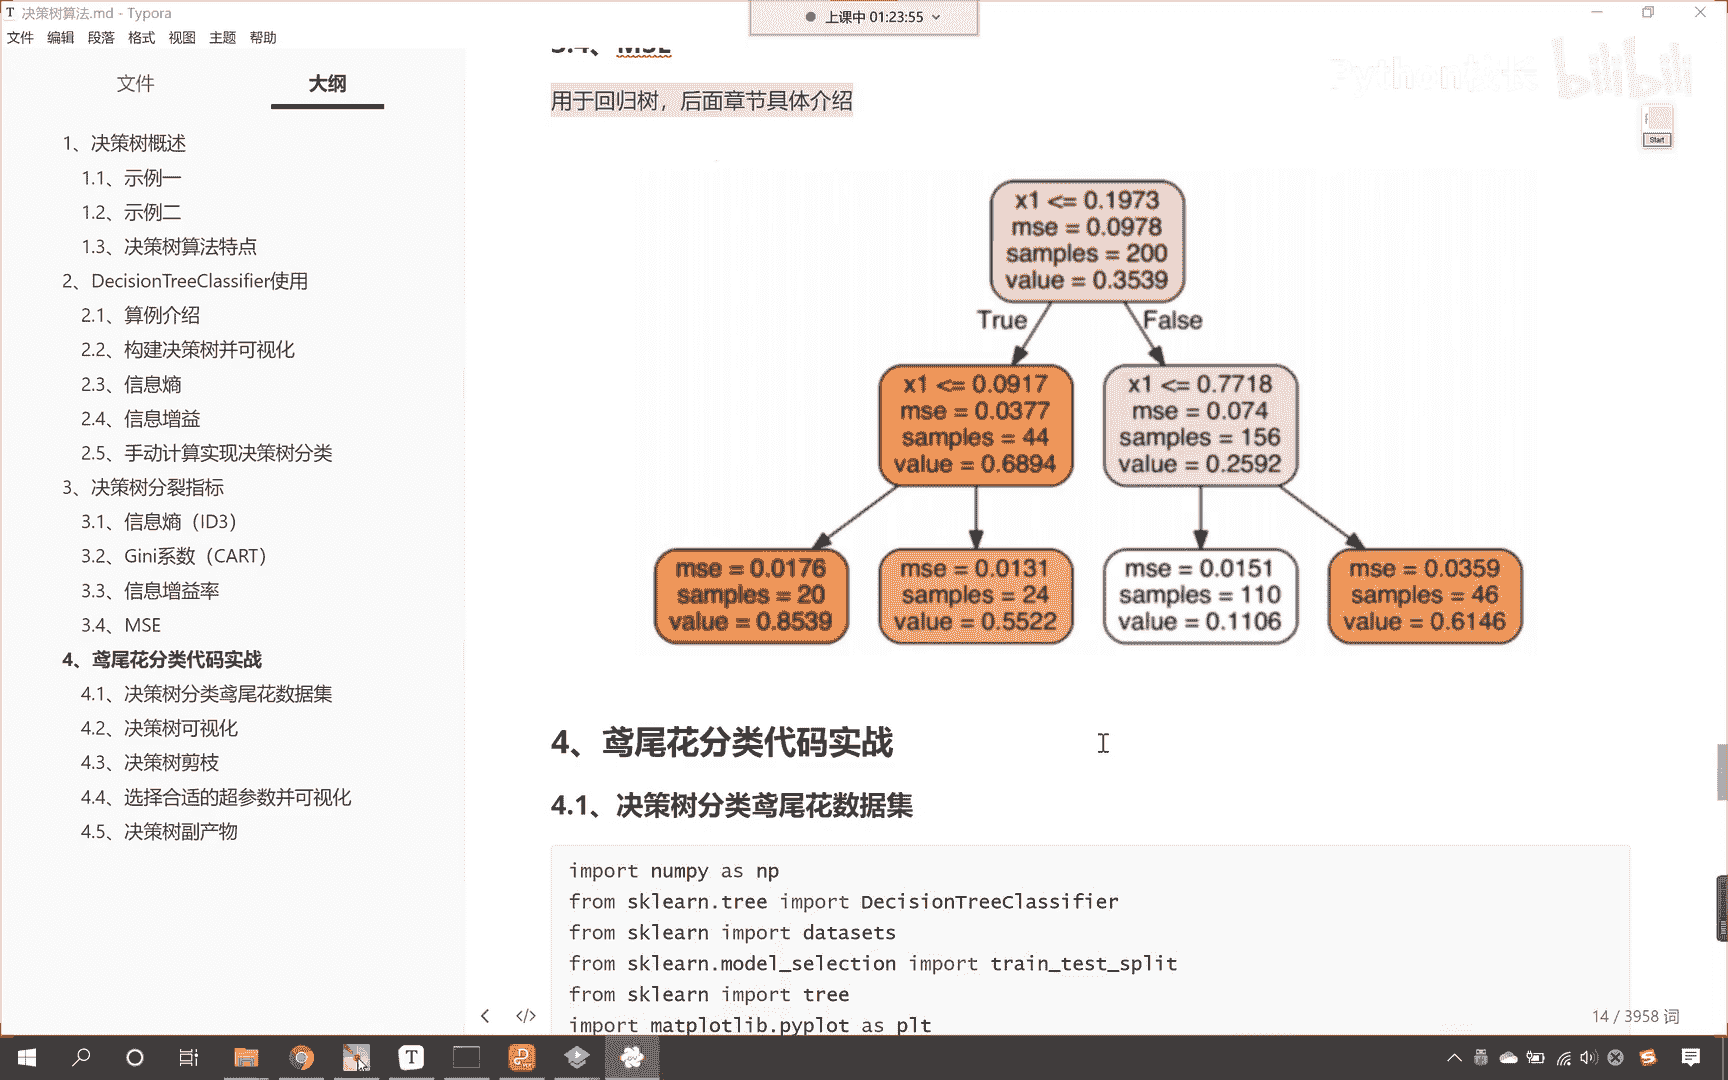 决策树算法.md - Typora
上课中 01:23:55
文件 编辑 段落 格式 视图 主题 帮助
文件 大纲
1、决策树概述
1.1、示例一
1.2、示例二
1.3、决策树算法特点
2、DecisionTreeClassifier使用
2.1、算例介绍
2.2、构建决策树并可视化
2.3、信息熵
2.4、信息增益
2.5、手动计算实现决策树分类
3、决策树分裂指标
3.1、信息熵（ID3）
3.2、Gini系数（CART）
3.3、信息增益率
3.4、MSE
4、鸢尾花分类代码实战
4.1、决策树分类鸢尾花数据集
4.2、决策树可视化
4.3、决策树剪枝
4.4、选择合适的超参数并可视化
4.5、决策树副产物
3.4、MSE
用于回归树，后面章节具体介绍
bilibili
Start
x1 <= 0.1973
mse = 0.0978
samples = 200
value = 0.3539
True False
x1 <= 0.0917
mse = 0.0377
samples = 44
value = 0.6894
x1 <= 0.7718
mse = 0.074
samples = 156
value = 0.2592
mse = 0.0176
samples = 20
value = 0.8539
mse = 0.0131
samples = 24
value = 0.5522
mse = 0.0151
samples = 110
value = 0.1106
mse = 0.0359
samples = 46
value = 0.6146
4、鸢尾花分类代码实战
4.1、决策树分类鸢尾花数据集
import numpy as np
from sklearn.tree import DecisionTreeClassifier
from sklearn import datasets
from sklearn.model_selection import train_test_split
from sklearn import tree
import matplotlib.pyplot as plt
14 / 3958 词